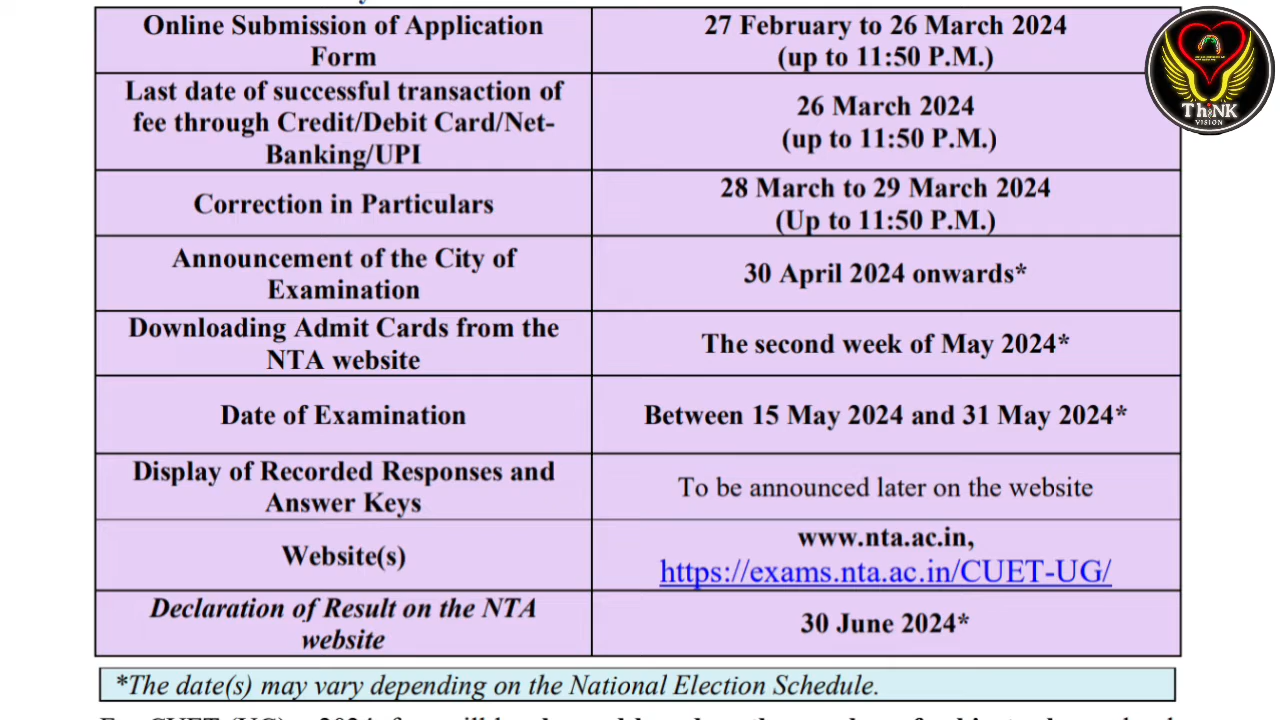 Online Submission of Application
Form
27 February to 26 March 2024
(up to 11:50 P.M.)
Last date of successful transaction of
fee through Credit/Debit Card/Net-
Banking/UPI
26 March 2024
(up to 11:50 P.M.)
Correction in Particulars
28 March to 29 March 2024
(Up to 11:50 P.M.)
Announcement of the City of
Examination
30 April 2024 onwards*
Downloading Admit Cards from the
NTA website
The second week of May 2024*
Date of Examination
Between 15 May 2024 and 31 May 2024*
Display of Recorded Responses and
Answer Keys
To be announced later on the website
Website(s)
www.nta.ac.in,
https://exams.nta.ac.in/CUET-UG/
Declaration of Result on the NTA
website
30 June 2024*
*The date(s) may vary depending on the National Election Schedule.
ThiNK
VISION